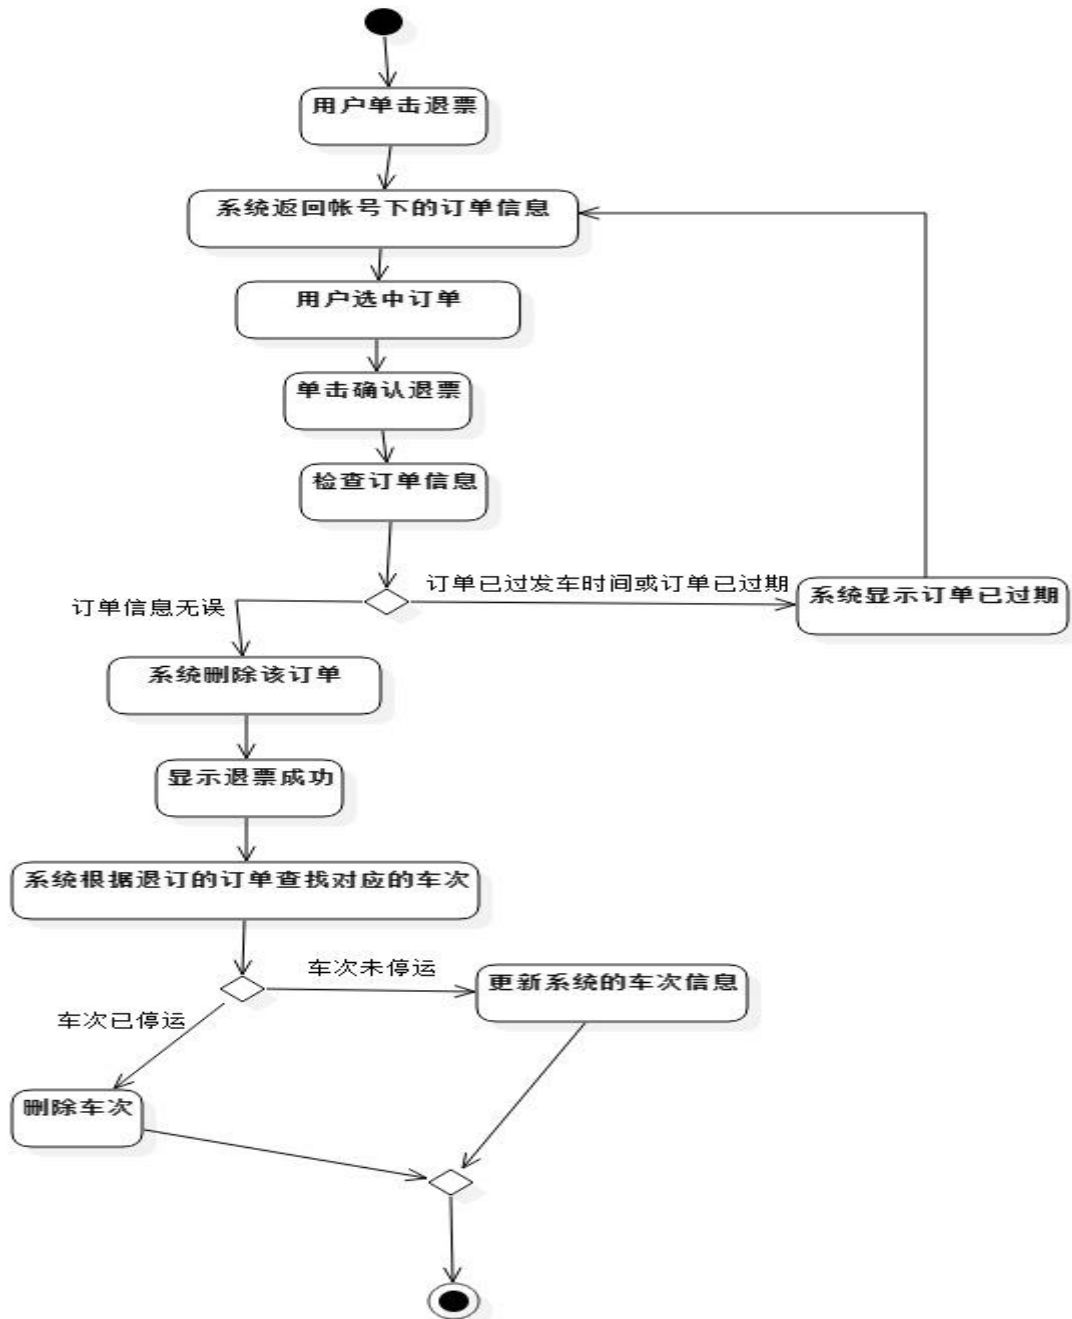 用户单击退票
系统返回帐号下的订单信息
用户选中订单
单击确认退票
检查订单信息
订单已过发车时间或订单已过期
订单信息无误
系统显示订单已过期
系统删除该订单
显示退票成功
系统根据退订的订单查找对应的车次
车次未停运
更新系统的车次信息
车次已停运
删除车次